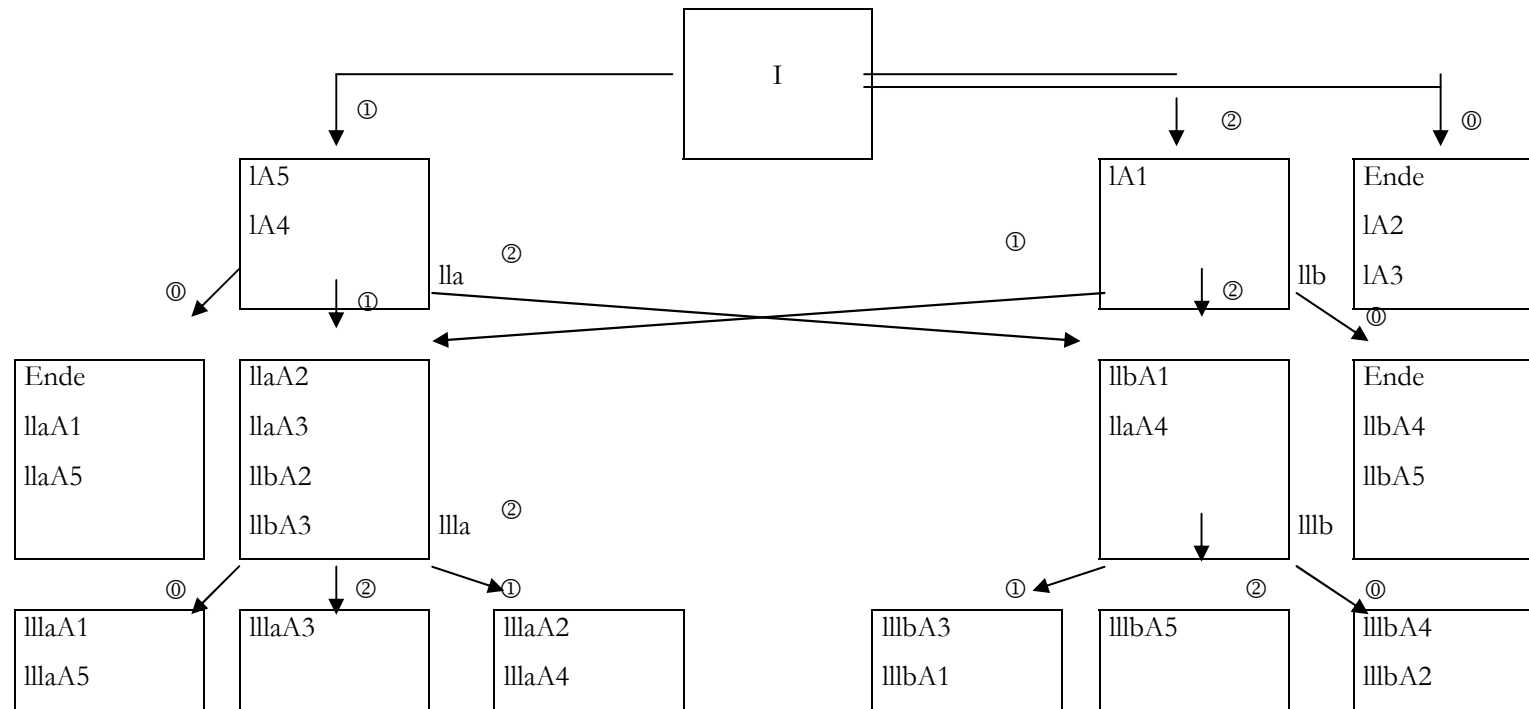 I
①
②
⓪
lA5
lA4
lA1
Ende
lA2
lA3
②
①
⓪
lla
①
②
llb
⓪
Ende
llaA1
llaA5
llaA2
llaA3
llbA2
llbA3
llbA1
llaA4
Ende
llbA4
llbA5
②
llla
lllb
⓪
②
①
①
②
⓪
lllaA1
lllaA5
lllaA3
lllaA2
lllaA4
lllbA3
lllbA1
lllbA5
lllbA4
lllbA2